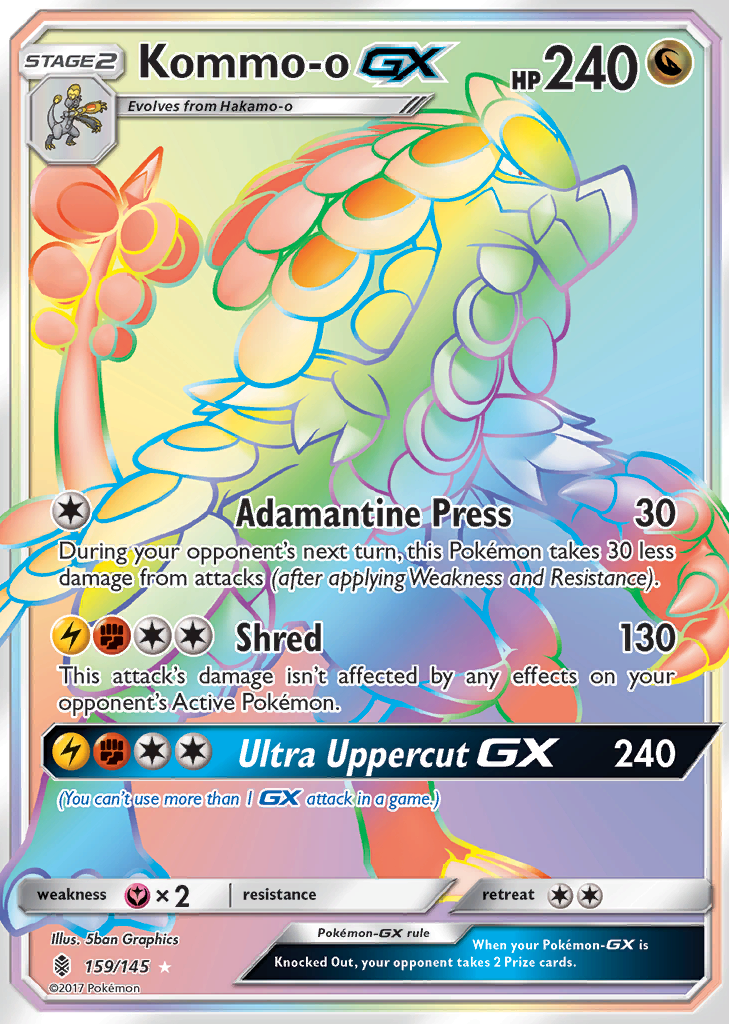 STAGE2 Kommo-o GX HP 240
Evolves from Hakamo-o
Adamantine Press 30
During your opponent's next turn, this Pokémon takes 30 less
damage from attacks (after applying Weakness and Resistance).
Shred 130
This attack's damage isn't affected by any effects on your
opponent's Active Pokémon.
Ultra Uppercut GX 240
(You can't use more than 1 GX attack in a game.)
weakness ×2 resistance retreat
Illus. 5ban Graphics
Pokémon-GX rule
When your Pokémon-GX is
Knocked Out, your opponent takes 2 Prize cards.
159/145
©2017 Pokémon